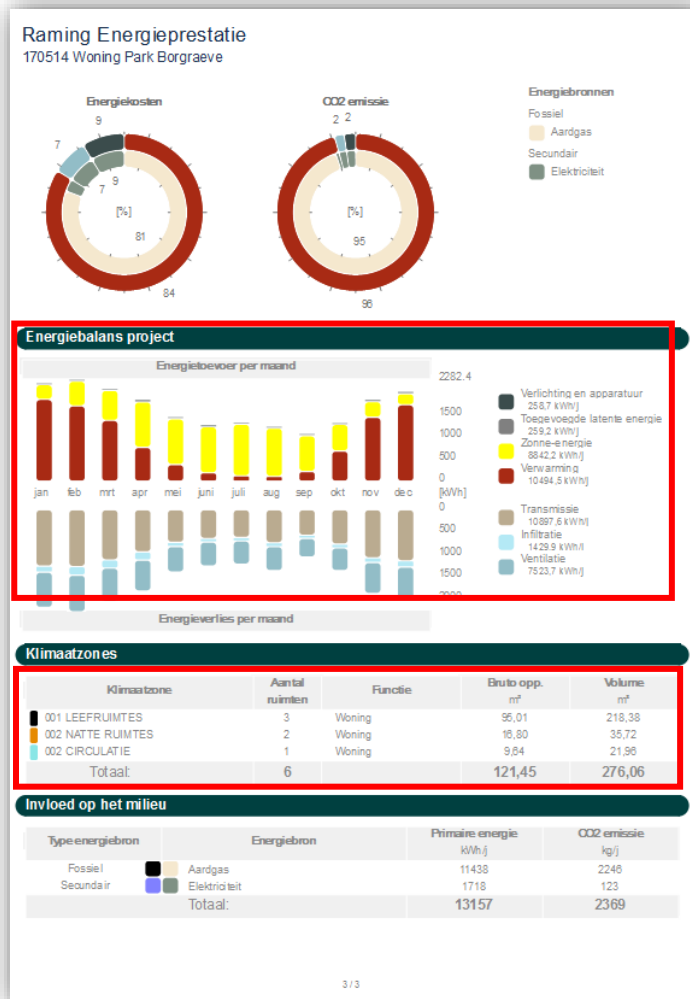 Raming Energieprestatie
170514 Woning Park Borgraeve
Energiekosten
CO2 emissie
Energiebronnen
Fossiel
Aardgas
Secundair
Elektriciteit
9
7
9
7
[%]
81
84
2 2
[%]
95
96
Energiebalans project
Energietoevoer per maand
2282.4
1500
1000
500
0
jan feb mrt apr mei juni juli aug sep okt nov dec [kWh]
0
500
1000
1500
Verlichting en apparatuur
258,7 kWh/j
Toegevoegde latente energie
259,2 kWh/j
Zonne-energie
8842,2 kWh/j
Verwarming
10494,5 kWh/j
Transmissie
10897,6 kWh/j
Infiltratie
1429,9 kWh/j
Ventilatie
7523,7 kWh/j
Energieverlies per maand
Klimaatzones
Klimaatzone Aantal ruimten Functie Bruto opp. m² Volume m³
001 LEEFRUIMTES 3 Woning 95,01 218,38
002 NATTE RUIMTES 2 Woning 16,80 35,72
002 CIRCULATIE 1 Woning 9,64 21,96
Totaal: 6 121,45 276,06
Invloed op het milieu
Type energiebron Energiebron Primaire energie kWh/j CO2 emissie kg/j
Fossiel Aardgas 11438 2246
Secundair Elektriciteit 1718 123
Totaal: 13157 2369
3 / 3